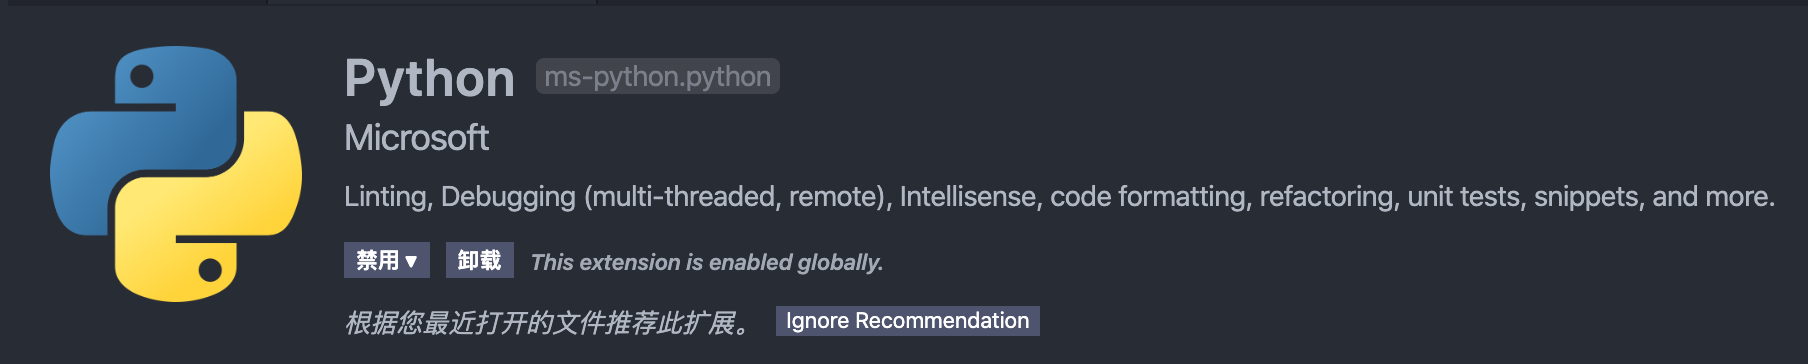 Python ms-python.python
Microsoft
Linting, Debugging (multi-threaded, remote), Intellisense, code formatting, refactoring, unit tests, snippets, and more.
禁用▼ 卸载 This extension is enabled globally.
根据您最近打开的文件推荐此扩展。 Ignore Recommendation